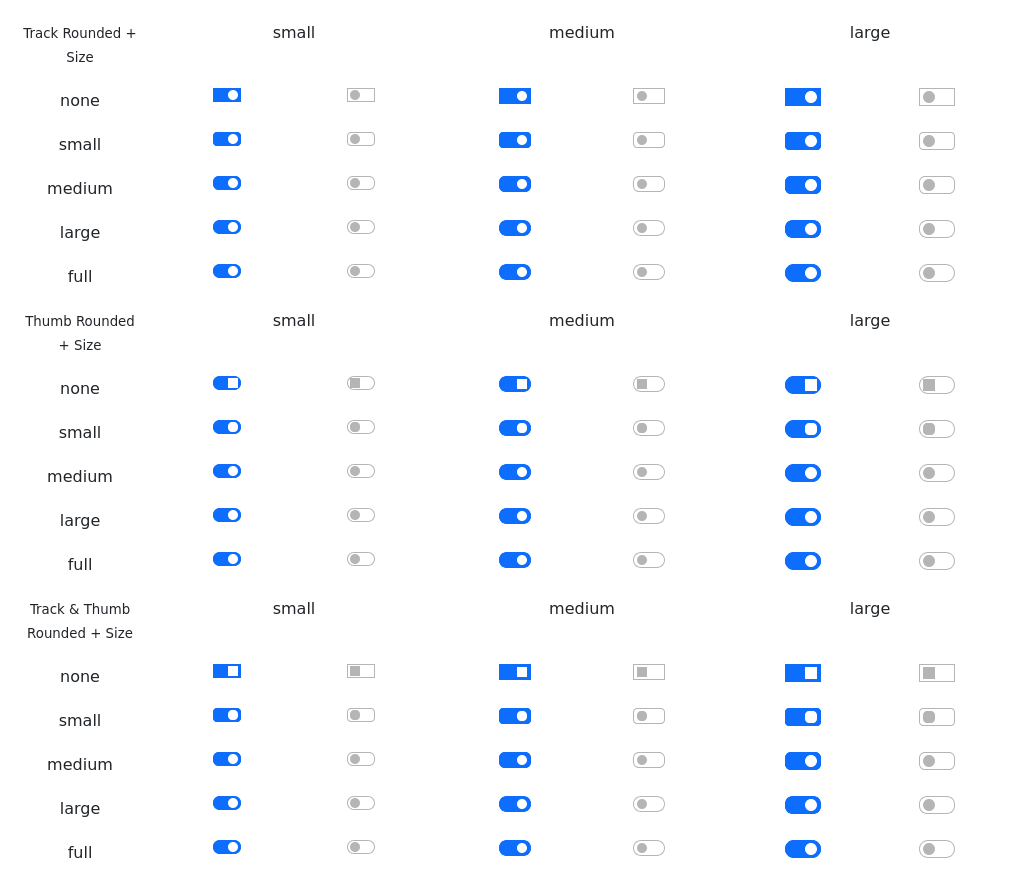 Track Rounded +
Size
small
medium
large
none
small
medium
large
full
Thumb Rounded
+ Size
small
medium
large
none
small
medium
large
full
Track & Thumb
Rounded + Size
small
medium
large
none
small
medium
large
full